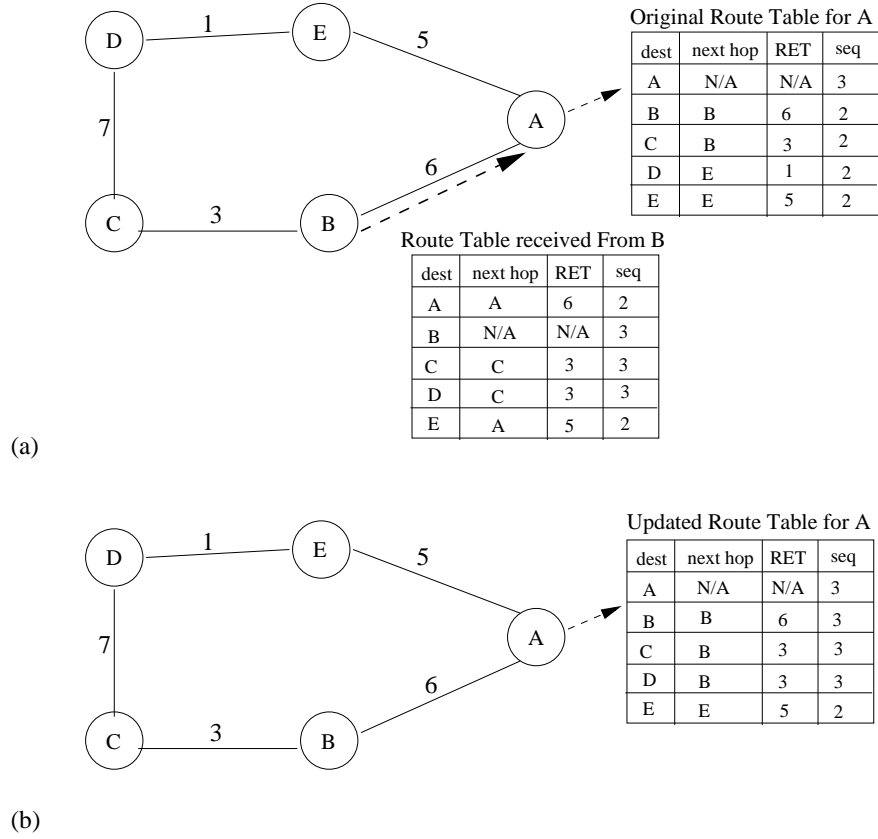 D
1
E
5
A
7
6
C
3
B
Original Route Table for A
dest next hop RET seq
A N/A N/A 3
B B 6 2
C B 3 2
D E 1 2
E E 5 2
Route Table received From B
dest next hop RET seq
A A 6 2
B N/A N/A 3
C C 3 3
D C 3 3
E A 5 2
(a)
D
1
E
5
A
7
6
C
3
B
Updated Route Table for A
dest next hop RET seq
A N/A N/A 3
B B 6 3
C B 3 3
D B 3 3
E E 5 2
(b)